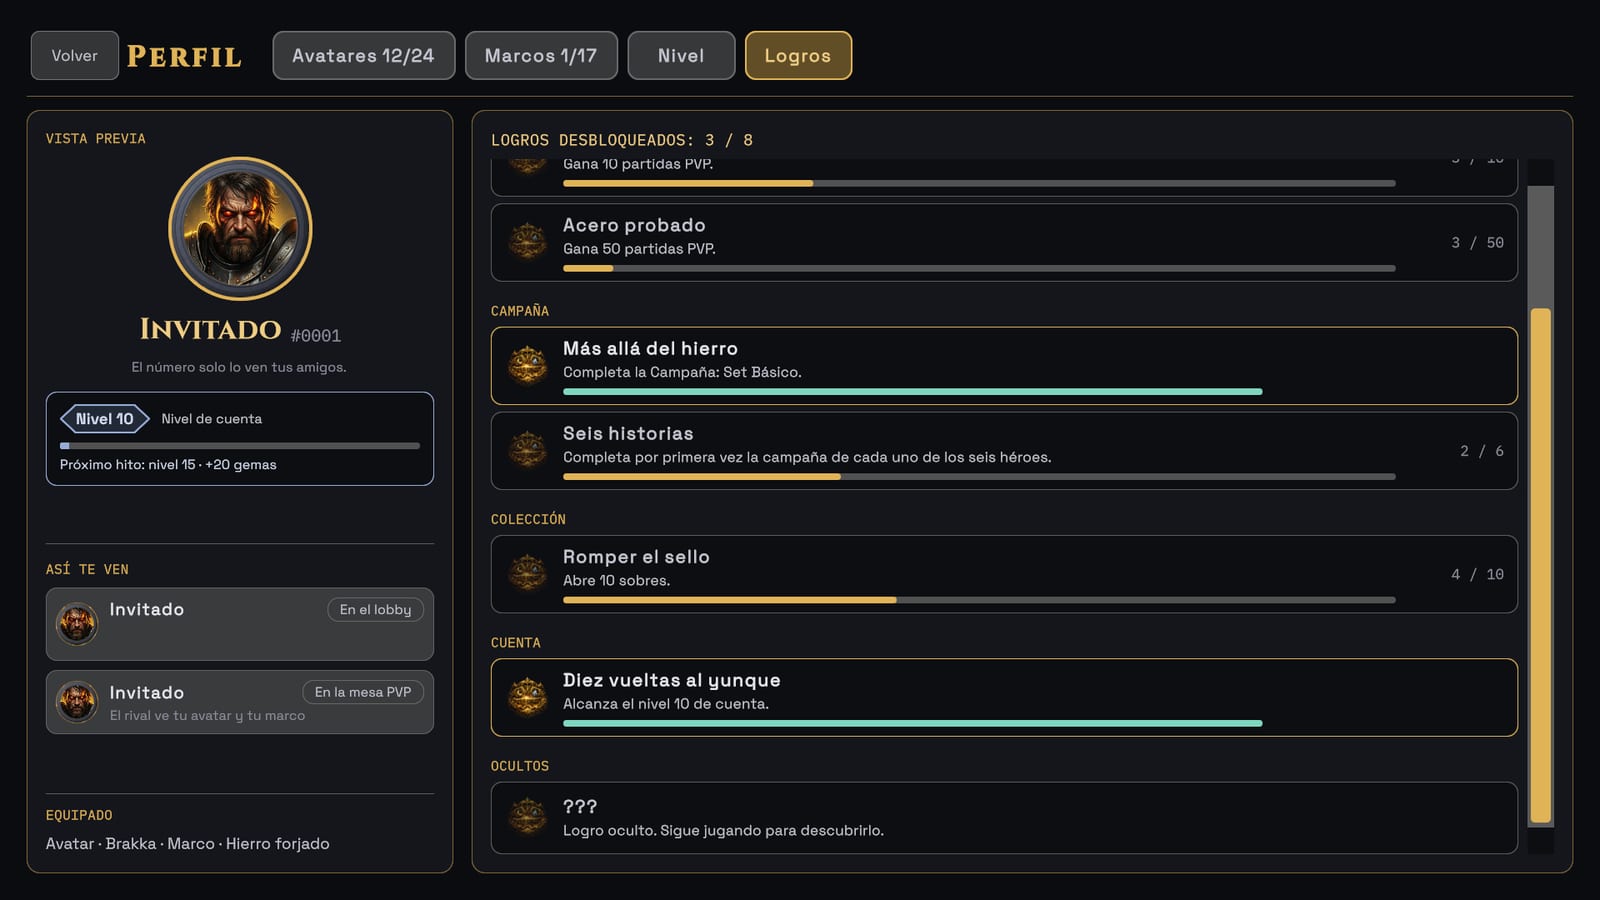 Volver
PERFIL
Avatares 12/24
Marcos 1/17
Nivel
Logros
VISTA PREVIA
INVITADO #0001
El número solo lo ven tus amigos.
Nivel 10 Nivel de cuenta
Próximo hito: nivel 15 · +20 gemas
ASÍ TE VEN
Invitado En el lobby
Invitado En la mesa PVP
El rival ve tu avatar y tu marco
EQUIPADO
Avatar · Brakka · Marco · Hierro forjado
LOGROS DESBLOQUEADOS: 3 / 8
Gana 10 partidas PVP. 3 / 10
Acero probado
Gana 50 partidas PVP. 3 / 50
CAMPAÑA
Más allá del hierro
Completa la Campaña: Set Básico.
Seis historias
Completa por primera vez la campaña de cada uno de los seis héroes. 2 / 6
COLECCIÓN
Romper el sello
Abre 10 sobres. 4 / 10
CUENTA
Diez vueltas al yunque
Alcanza el nivel 10 de cuenta.
OCULTOS
???
Logro oculto. Sigue jugando para descubrirlo.